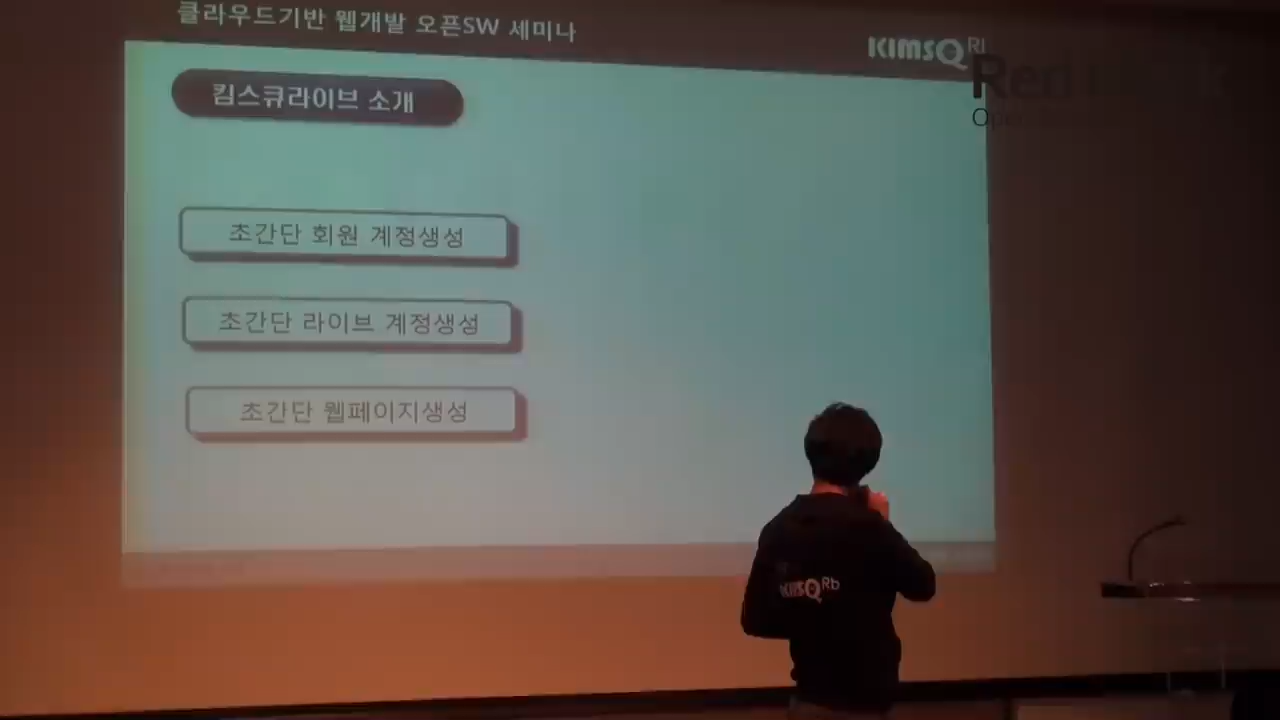 클라우드기반 웹개발 오픈SW 세미나
KIMSQ
Red
킴스큐라이브 소개
초간단 회원 계정생성
초간단 라이브 계정생성
초간단 웹페이지생성
KIMSQ Rb